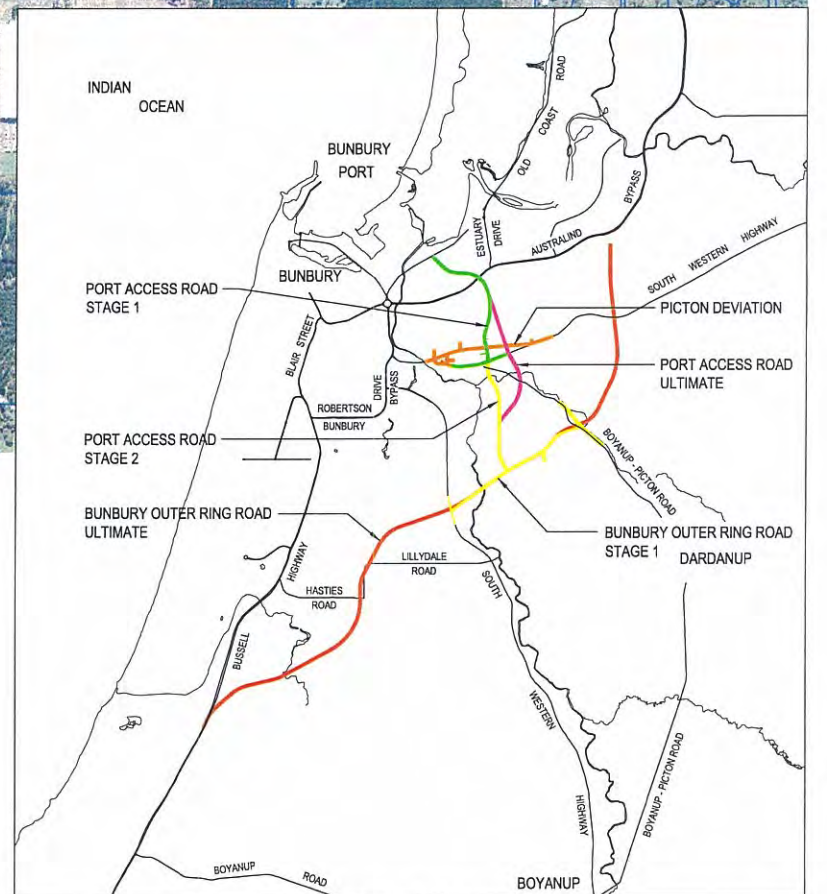 INDIAN
OCEAN
BUNBURY
PORT
OLD
COAST
ROAD
ESTUARY
DRIVE
AUSTRALIND
BYPASS
SOUTH WESTERN HIGHWAY
BUNBURY
PORT ACCESS ROAD
STAGE 1
PICTON DEVIATION
BLAIR STREET
PORT ACCESS ROAD
ULTIMATE
ROBERTSON
DRIVE
BUNBURY
BYPASS
PORT ACCESS ROAD
STAGE 2
BOYANUP - PICTON ROAD
BUNBURY OUTER RING ROAD
ULTIMATE
BUNBURY OUTER RING ROAD
STAGE 1
DARDANUP
LILLYDALE
ROAD
HASTIES
ROAD
BUSSELL
HIGHWAY
SOUTH
WESTERN
HIGHWAY
BOYANUP - PICTON ROAD
BOYANUP
ROAD
BOYANUP